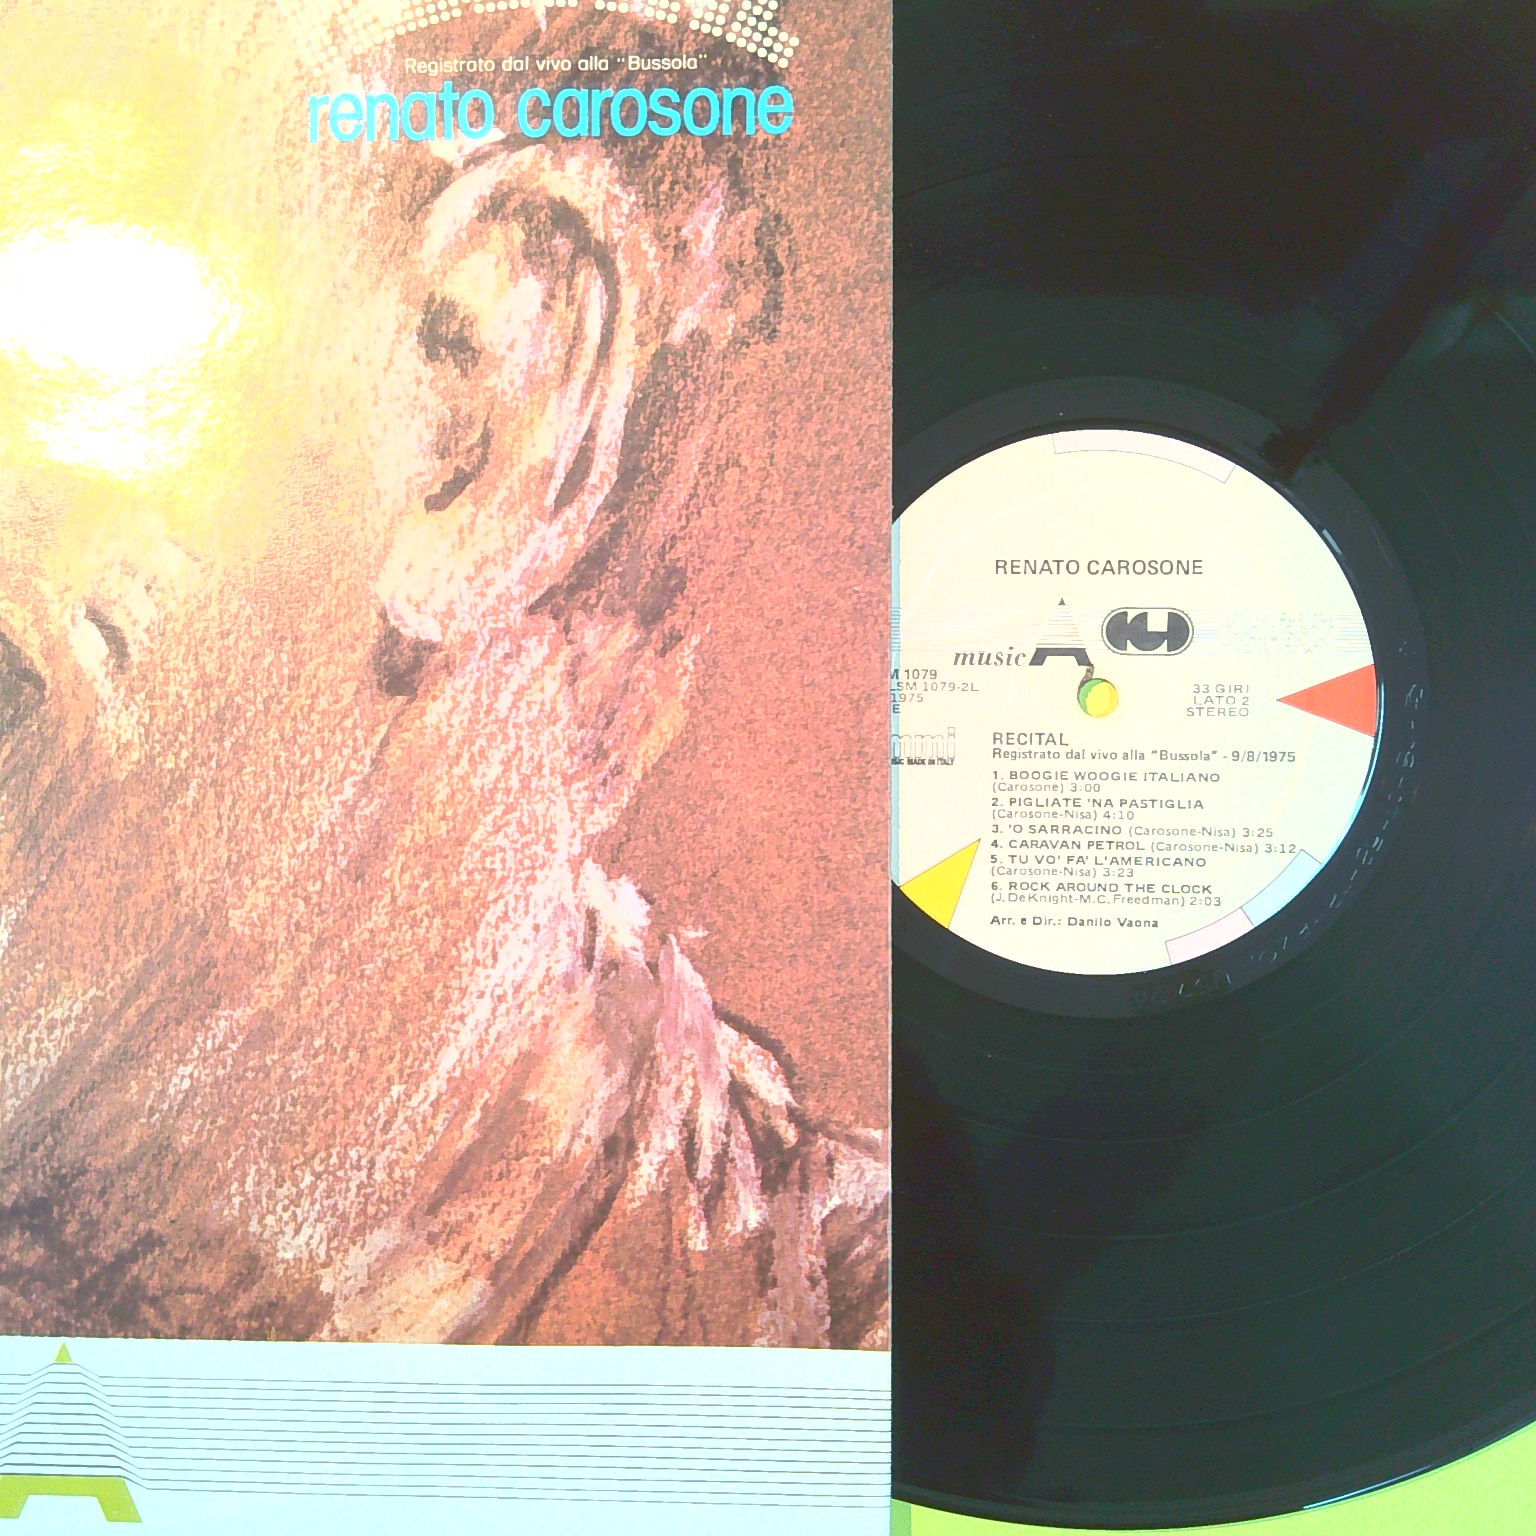 Registrato dal vivo alla "Bussola"
renato carosone
RENATO CAROSONE
music A
M 1079
LSM 1079-2L
1975
E
33 GIRI
LATO 2
STEREO
MADE IN ITALY
RECITAL
Registrato dal vivo alla "Bussola" - 9/8/1975
1. BOOGIE WOOGIE ITALIANO
(Carosone) 3:00
2. PIGLIATE 'NA PASTIGLIA
(Carosone-Nisa) 4:10
3. 'O SARRACINO (Carosone-Nisa) 3:25
4. CARAVAN PETROL (Carosone-Nisa) 3:12
5. TU VO' FA' L'AMERICANO
(Carosone-Nisa) 3:23
6. ROCK AROUND THE CLOCK
(J. DeKnight-M.C. Freedman) 2:03
Arr. e Dir.: Danilo Vaona